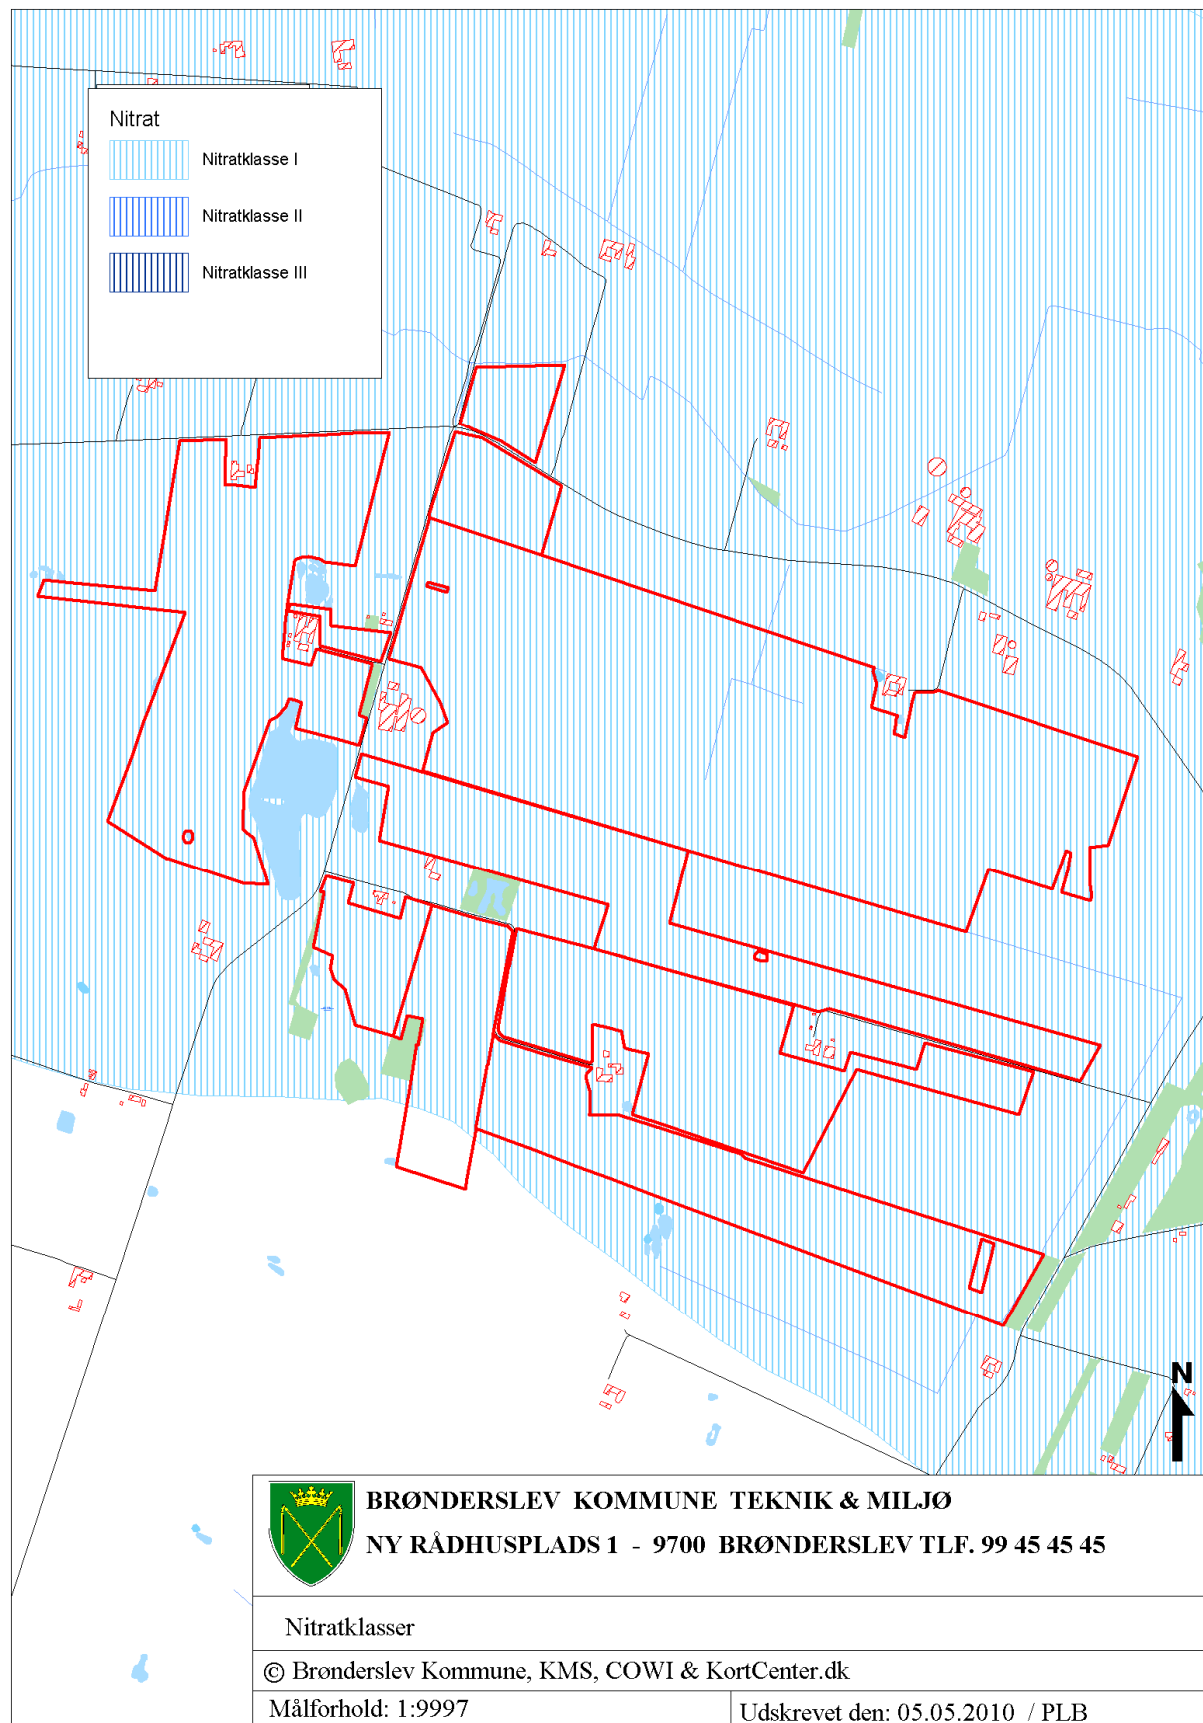 Nitrat
Nitratklasse I
Nitratklasse II
Nitratklasse III
N
BRØNDERSLEV KOMMUNE TEKNIK & MILJØ
NY RÅDHUSPLADS 1 - 9700 BRØNDERSLEV TLF. 99 45 45 45
Nitratklasser
© Brønderslev Kommune, KMS, COWI & KortCenter.dk
Målforhold: 1:9997
Udskrevet den: 05.05.2010 / PLB